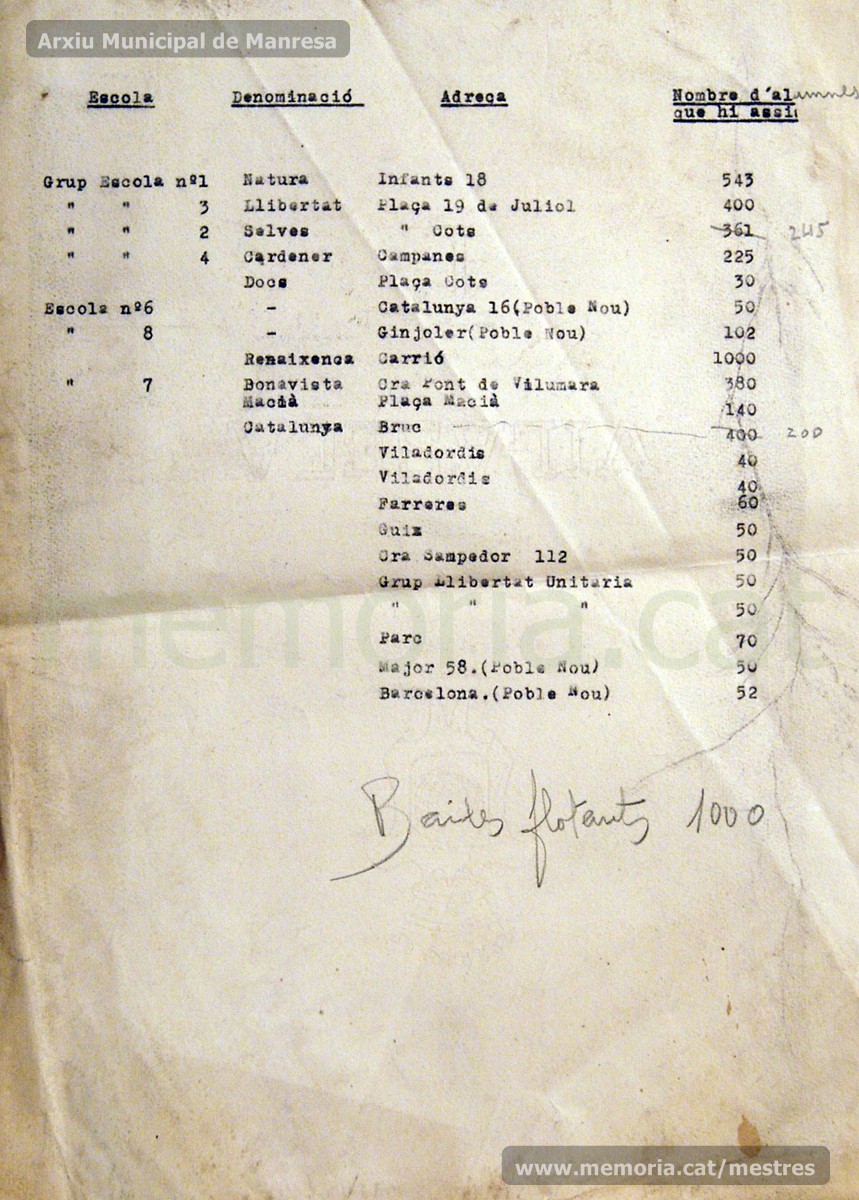 Arxiu Municipal de Manresa
Escola Denominació Adreça Nombre d'alumnes
que hi assi
Grup Escola nº1 Natura Infants 18 543
" " 3 Llibertat Plaça 19 de Juliol 400
" " 2 Selves " Cots 361 245
" " 4 Cardener Campanes 225
Docs Plaça Cots 30
Escola nº6 - Catalunya 16(Poble Nou) 50
" 8 - Ginjoler(Poble Nou) 102
Renaixença Carrió 1000
" 7 Bonavista Cra Pont de Vilumara 380
Macià Plaça Macià 140
Catalunya Bruc 400 200
Viladordis 40
Viladordis 40
Farreres 60
Guix 50
Cra Sampedor 112 50
Grup Llibertat Unitaria 50
" " " 50
Parc 70
Major 58.(Poble Nou) 50
Barcelona.(Poble Nou) 52
memoria.cat
flotants 1000
www.memoria.cat/mestres